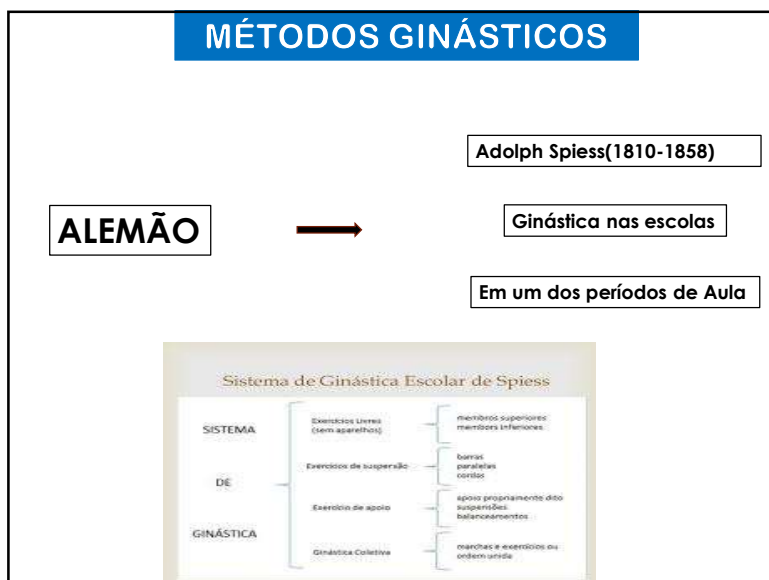 MÉTODOS GINÁSTICOS
Adolph Spiess(1810-1858)
ALEMÃO
Ginástica nas escolas
Em um dos períodos de Aula
Sistema de Ginástica Escolar de Spiess
SISTEMA
DE
GINÁSTICA
Exercícios Livres
(sem aparelhos)
membros superiores
membors inferiores
Exercícios de suspersão
barras
paralelas
cordas
Exercício de apoio
apoio propriamente dito
suspensões
balanceamentos
Ginástica Coletiva
marchas e exercícios ou
ordem unida